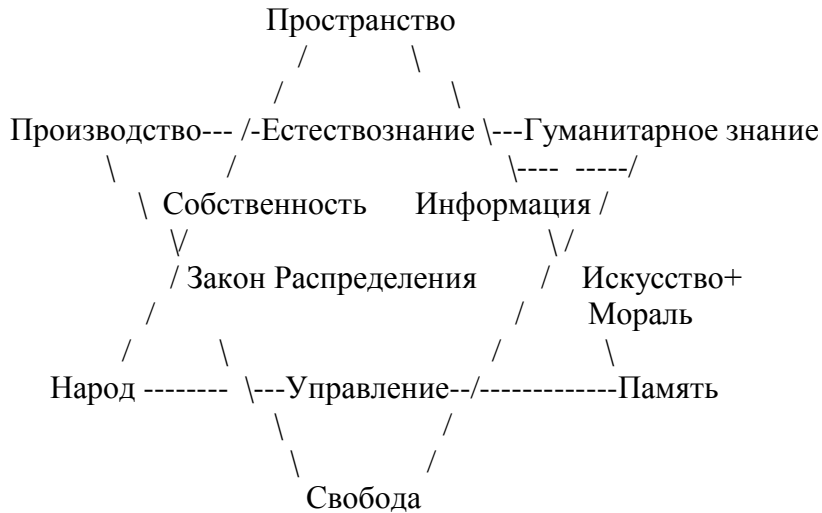 Пространство
Производство--- /-Естествознание \---Гуманитарное знание
Собственность Информация
Закон Распределения Искусство+
Мораль
Народ -------- \---Управление--/-------------Память
Свобода